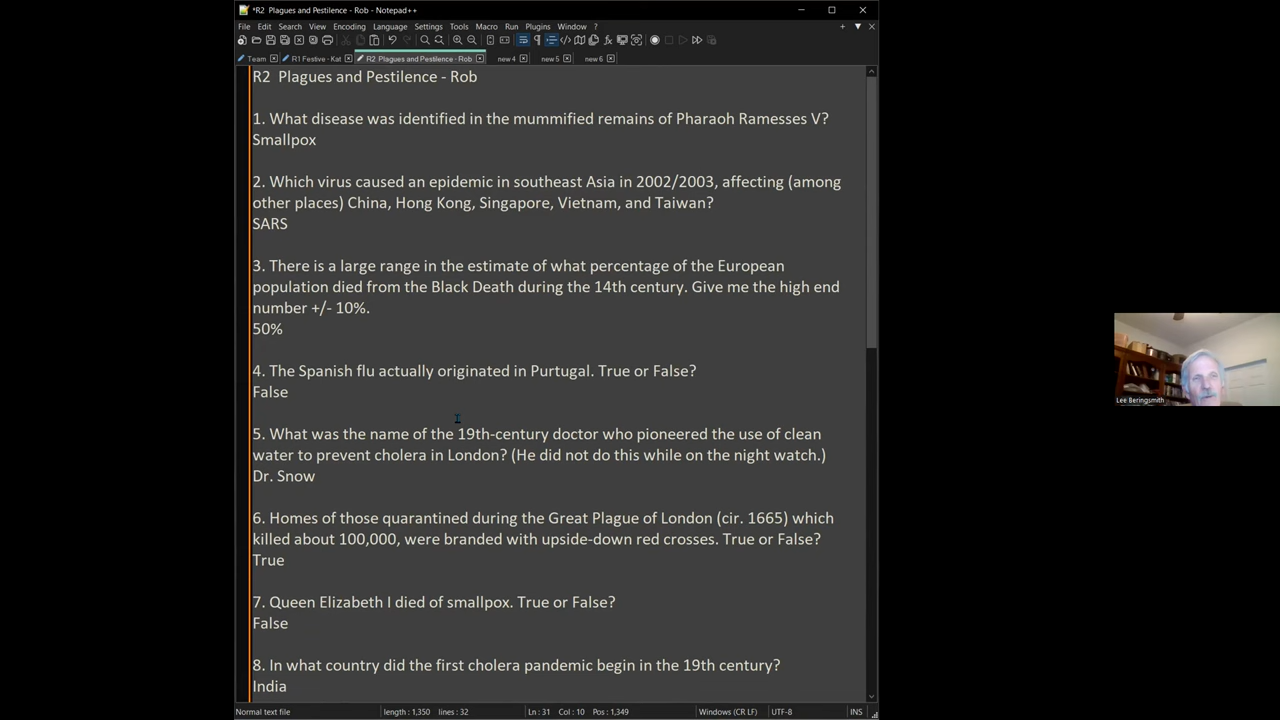 *R2  Plagues and Pestilence - Rob - Notepad++
File Edit Search View Encoding Language Settings Tools Macro Run Plugins Window ?
Team R1 Festive - Kat R2 Plagues and Pestilence - Rob new 4 new 5 new 6
R2  Plagues and Pestilence - Rob
1. What disease was identified in the mummified remains of Pharaoh Ramesses V?
Smallpox
2. Which virus caused an epidemic in southeast Asia in 2002/2003, affecting (among
other places) China, Hong Kong, Singapore, Vietnam, and Taiwan?
SARS
3. There is a large range in the estimate of what percentage of the European
population died from the Black Death during the 14th century. Give me the high end
number +/- 10%.
50%
4. The Spanish flu actually originated in Purtugal. True or False?
False
5. What was the name of the 19th-century doctor who pioneered the use of clean
water to prevent cholera in London? (He did not do this while on the night watch.)
Dr. Snow
6. Homes of those quarantined during the Great Plague of London (cir. 1665) which
killed about 100,000, were branded with upside-down red crosses. True or False?
True
7. Queen Elizabeth I died of smallpox. True or False?
False
8. In what country did the first cholera pandemic begin in the 19th century?
India
Normal text file length : 1,350 lines : 32 Ln : 31 Col : 10 Pos : 1,349 Windows (CR LF) UTF-8 INS
Lee Beringsmith